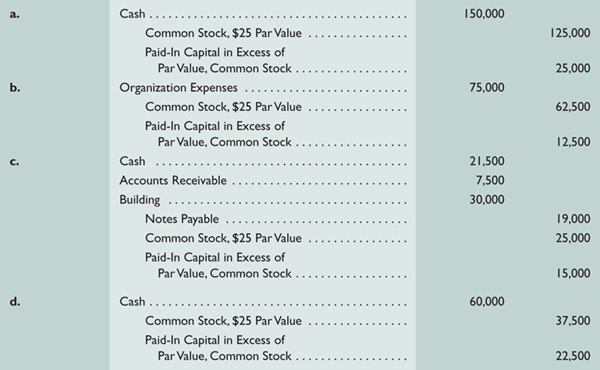 a. Cash . . . . . . . . . . . . . . . . . . . . . . . . . . . . . . . . . . . . . . . 150,000
Common Stock, $25 Par Value . . . . . . . . . . . . . . . . 125,000
Paid-In Capital in Excess of
Par Value, Common Stock . . . . . . . . . . . . . . . . . 25,000
b. Organization Expenses . . . . . . . . . . . . . . . . . . . . . . . . . 75,000
Common Stock, $25 Par Value . . . . . . . . . . . . . . . . 62,500
Paid-In Capital in Excess of
Par Value, Common Stock . . . . . . . . . . . . . . . . . 12,500
c. Cash . . . . . . . . . . . . . . . . . . . . . . . . . . . . . . . . . . . . . . 21,500
Accounts Receivable . . . . . . . . . . . . . . . . . . . . . . . . . . . 7,500
Building . . . . . . . . . . . . . . . . . . . . . . . . . . . . . . . . . . . . 30,000
Notes Payable . . . . . . . . . . . . . . . . . . . . . . . . . . . . 19,000
Common Stock, $25 Par Value . . . . . . . . . . . . . . . . 25,000
Paid-In Capital in Excess of
Par Value, Common Stock . . . . . . . . . . . . . . . . . 15,000
d. Cash . . . . . . . . . . . . . . . . . . . . . . . . . . . . . . . . . . . . . . . 60,000
Common Stock, $25 Par Value . . . . . . . . . . . . . . . . 37,500
Paid-In Capital in Excess of
Par Value, Common Stock . . . . . . . . . . . . . . . . . 22,500